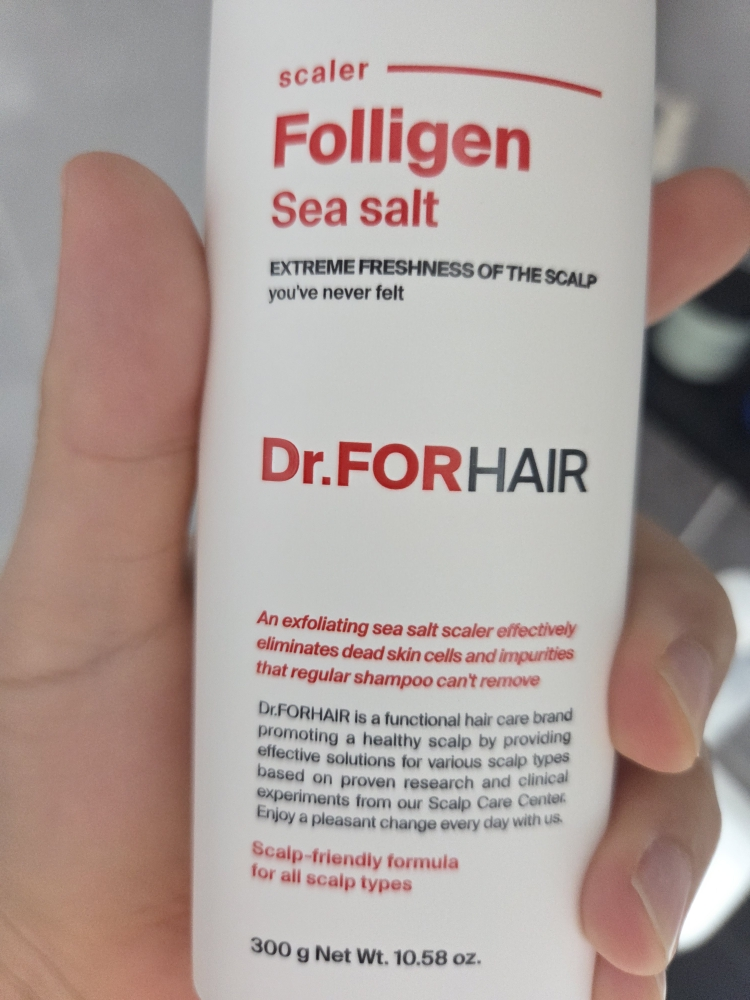 scaler
Folligen
Sea salt
EXTREME FRESHNESS OF THE SCALP
you've never felt
Dr.FORHAIR
An exfoliating sea salt scaler effectively
eliminates dead skin cells and impurities
that regular shampoo can't remove
Dr.FORHAIR is a functional hair care brand
promoting a healthy scalp by providing
effective solutions for various scalp types
based on proven research and clinical
experiments from our Scalp Care Center.
Enjoy a pleasant change every day with us.
Scalp-friendly formula
for all scalp types
300 g Net Wt. 10.58 oz.